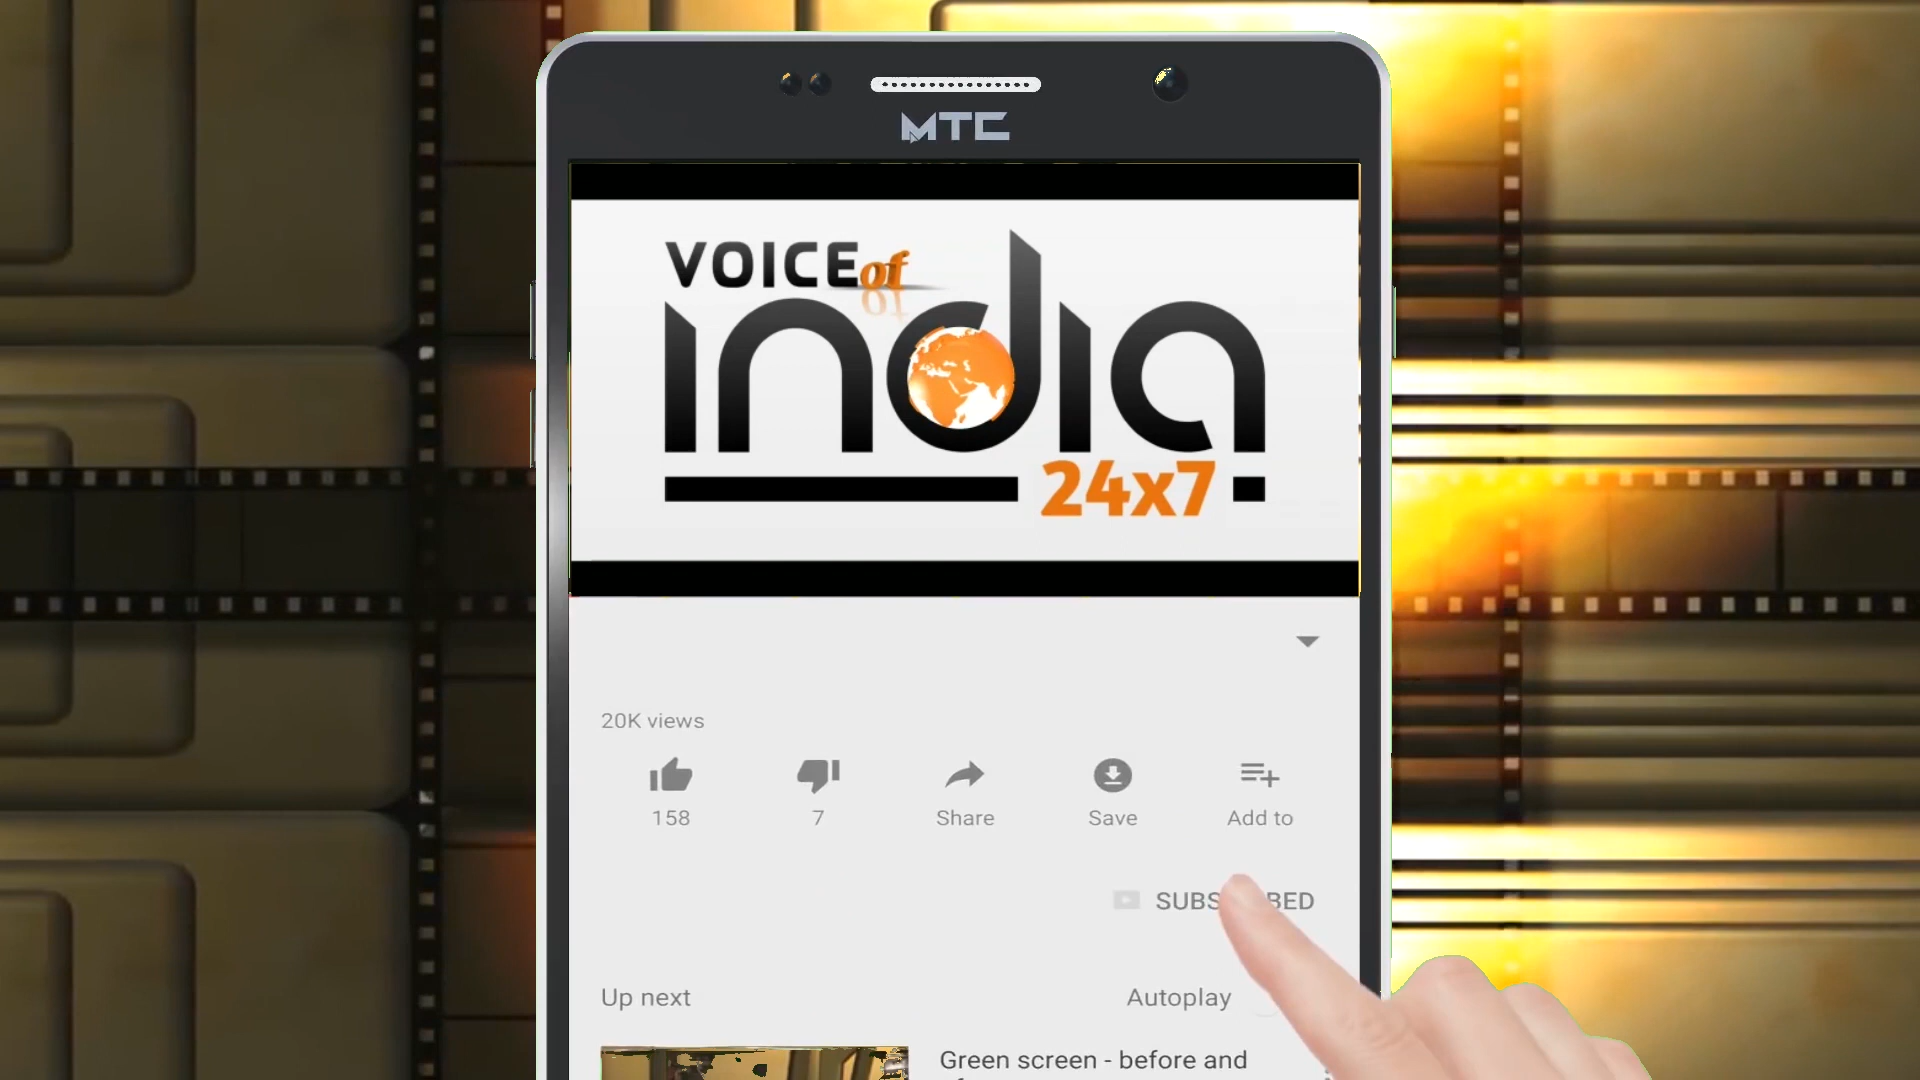 MTC
VOICE of
india
24x7
20K views
158
7
Share
Save
Add to
SUBSCRIBED
Up next
Autoplay
Green screen - before and